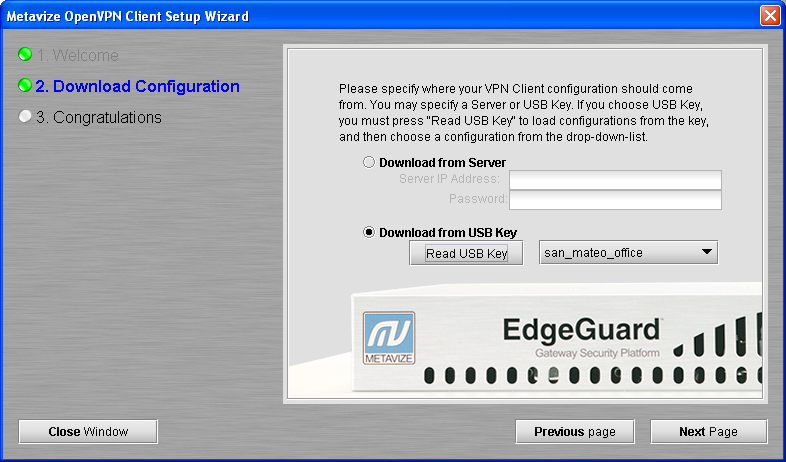 Metavize OpenVPN Client Setup Wizard
1. Welcome
2. Download Configuration
3. Congratulations
Please specify where your VPN Client configuration should come
from. You may specify a Server or USB Key. If you choose USB Key,
you must press "Read USB Key" to load configurations from the key,
and then choose a configuration from the drop-down-list.
Download from Server
Server IP Address:
Password:
Download from USB Key
Read USB Key
san_mateo_office
METAVIZE
EdgeGuard™
Gateway Security Platform
Close Window
Previous page
Next Page